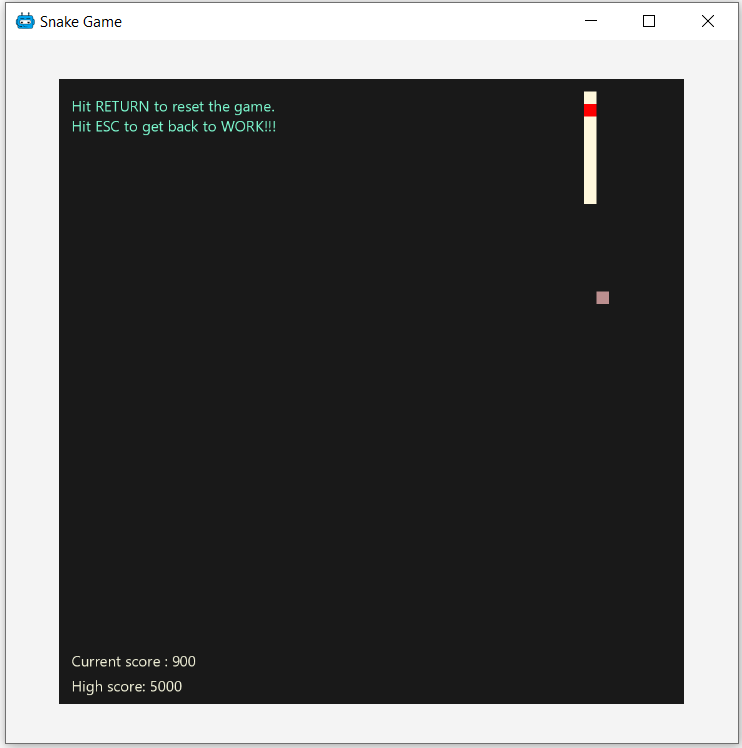 Snake Game
Hit RETURN to reset the game.
Hit ESC to get back to WORK!!!
Current score : 900
High score: 5000